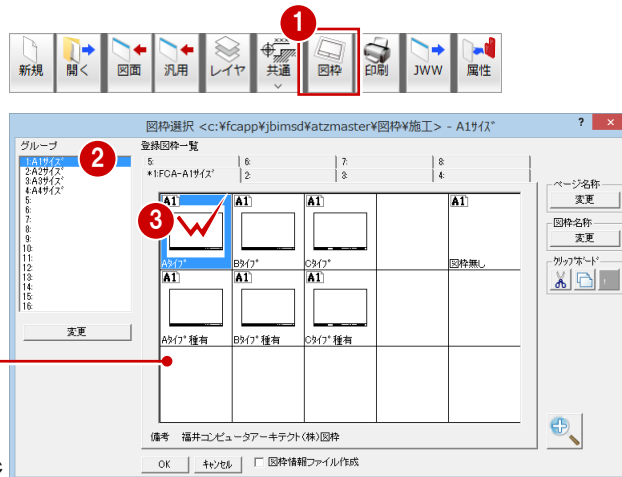 1
新規 開く 図面 汎用 レイヤ 共通 図枠 印刷 JWW 属性
図枠選択 <c:¥fcapp¥jbimsd¥atzmaster¥図枠¥施工> - A1ｻｲｽﾞ ? ×
グループ
1:A1ｻｲｽﾞ
2:A2ｻｲｽﾞ
3:A3ｻｲｽﾞ
4:A4ｻｲｽﾞ
5:
6:
7:
8:
9:
10:
11:
12:
13:
14:
15:
16:
変更
2
登録図枠一覧
5: 6: 7: 8:
*1:FCA-A1ｻｲｽﾞ 2: 3: 4:
3
A1 A1 A1 A1
Aﾀｲﾌﾟ Bﾀｲﾌﾟ Cﾀｲﾌﾟ 図枠無し
A1 A1 A1
Aﾀｲﾌﾟ種有 Bﾀｲﾌﾟ種有 Cﾀｲﾌﾟ種有
備考 福井コンピュータアーキテクト(株)図枠
OK ｷｬﾝｾﾙ 図枠情報ファイル作成
ページ名称
変更
図枠名称
変更
ｸﾘｯﾌﾟﾎﾞｰﾄﾞ